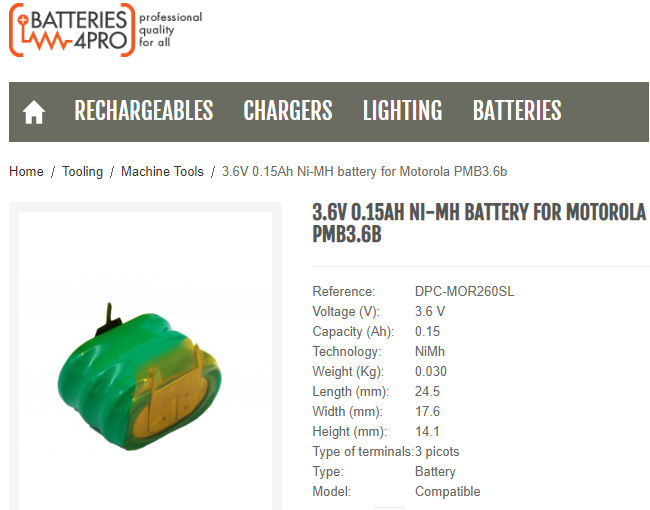 BATTERIES
4PRO
professional
quality
for all
RECHARGEABLES CHARGERS LIGHTING BATTERIES
Home / Tooling / Machine Tools / 3.6V 0.15Ah Ni-MH battery for Motorola PMB3.6b
3.6V 0.15AH NI-MH BATTERY FOR MOTOROLA
PMB3.6B
Reference: DPC-MOR260SL
Voltage (V): 3.6 V
Capacity (Ah): 0.15
Technology: NiMh
Weight (Kg): 0.030
Length (mm): 24.5
Width (mm): 17.6
Height (mm): 14.1
Type of terminals:3 picots
Type: Battery
Model: Compatible